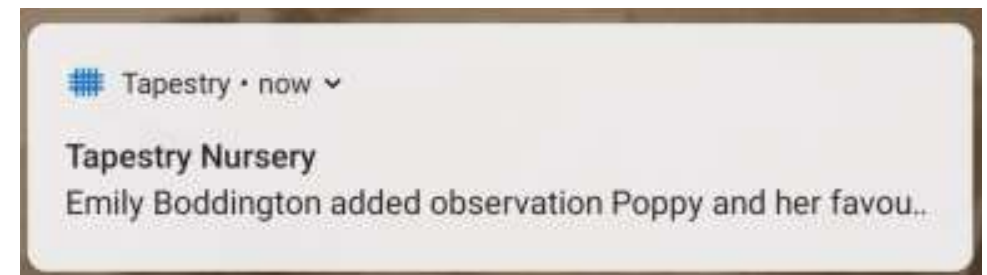 Tapestry • now
Tapestry Nursery
Emily Boddington added observation Poppy and her favou..